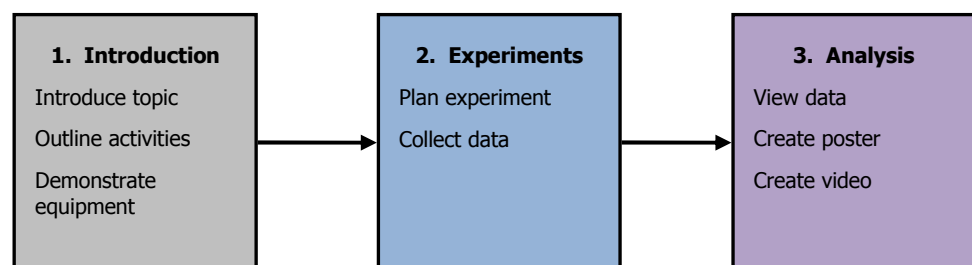 1. Introduction
Introduce topic
Outline activities
Demonstrate
equipment
2. Experiments
Plan experiment
Collect data
3. Analysis
View data
Create poster
Create video